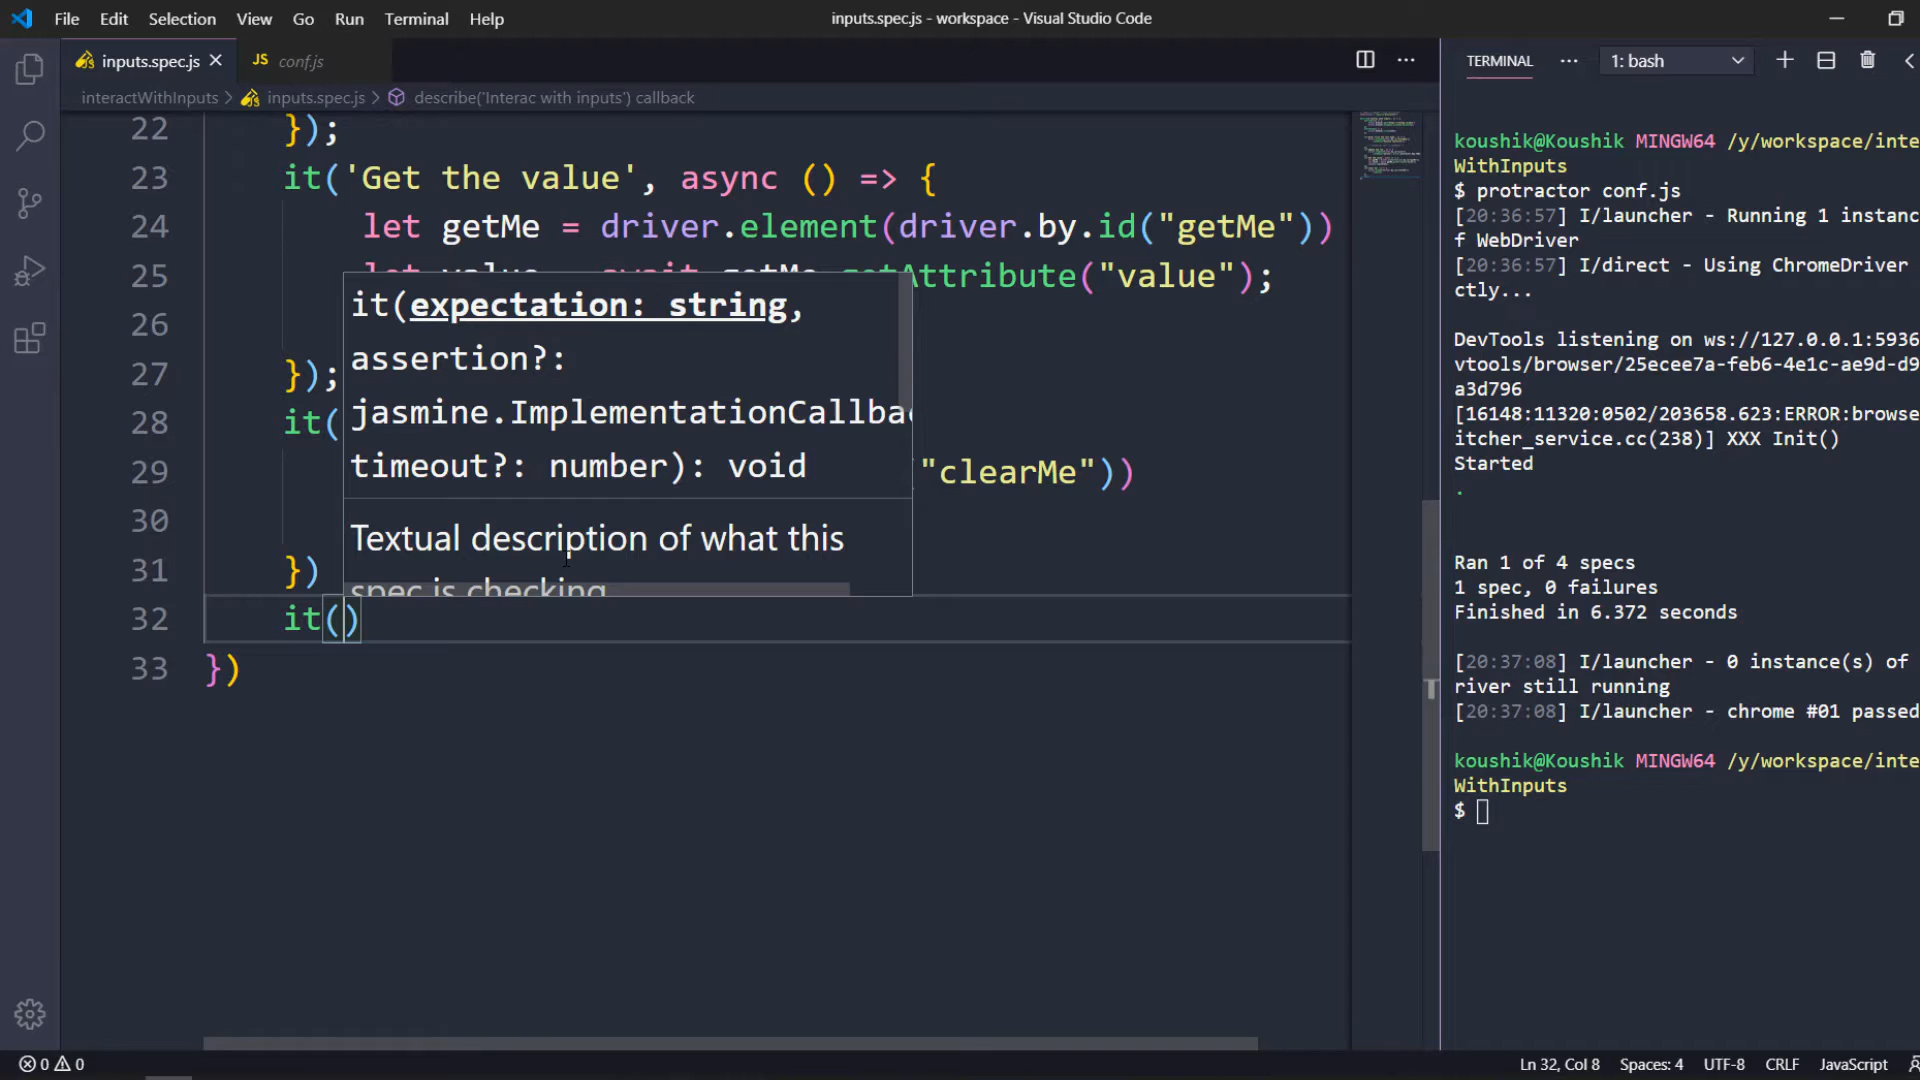 File Edit Selection View Go Run Terminal Help
inputs.spec.js - workspace - Visual Studio Code
inputs.spec.js
JS conf.js
interactWithInputs > inputs.spec.js > describe('Interac with inputs') callback
22 });
23 it('Get the value', async () => {
24 let getMe = driver.element(driver.by.id("getMe"))
25 getAttribute("value");
26
27 });
28 it(
29 "clearMe"))
30
31 })
32 it()
33 })
it(expectation: string,
assertion?:
jasmine.ImplementationCallba
timeout?: number): void
Textual description of what this
spec is checking
TERMINAL
1: bash
koushik@Koushik MINGW64 /y/workspace/inte
WithInputs
$ protractor conf.js
[20:36:57] I/launcher - Running 1 instanc
f WebDriver
[20:36:57] I/direct - Using ChromeDriver
ctly...
DevTools listening on ws://127.0.0.1:5936
vtools/browser/25ecee7a-feb6-4e1c-ae9d-d9
a3d796
[16148:11320:0502/203658.623:ERROR:browse
itcher_service.cc(238)] XXX Init()
Started
.
Ran 1 of 4 specs
1 spec, 0 failures
Finished in 6.372 seconds
[20:37:08] I/launcher - 0 instance(s) of
river still running
[20:37:08] I/launcher - chrome #01 passed
koushik@Koushik MINGW64 /y/workspace/inte
WithInputs
$
0 0
Ln 32, Col 8 Spaces: 4 UTF-8 CRLF JavaScript